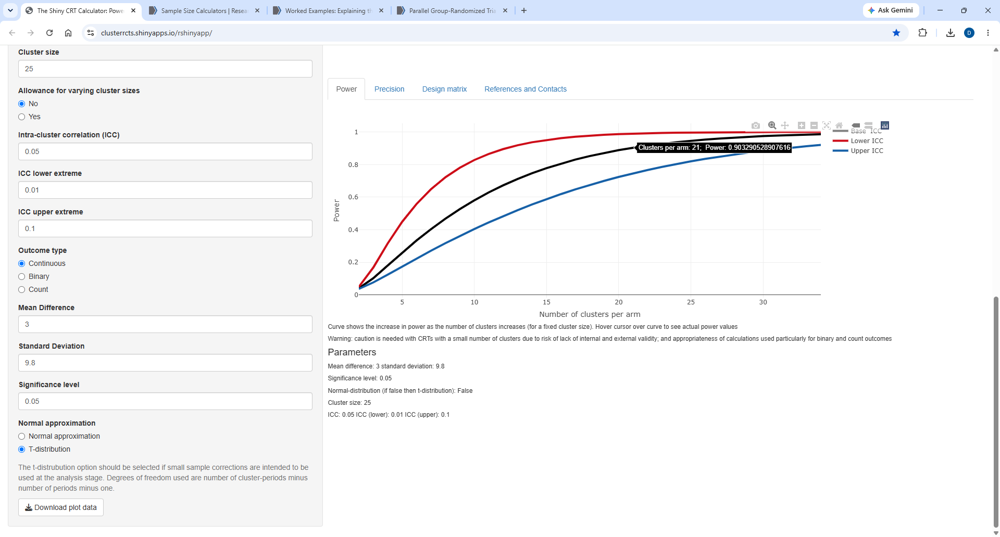 The Shiny CRT Calculator: Powe
Sample Size Calculators | Resea
Worked Examples: Explaining th
Parallel Group-Randomized Tria
Ask Gemini
clusterrcts.shinyapps.io/rshinyapp/
D
Cluster size
25
Allowance for varying cluster sizes
No
Yes
Intra-cluster correlation (ICC)
0.05
ICC lower extreme
0.01
ICC upper extreme
0.1
Outcome type
Continuous
Binary
Count
Mean Difference
3
Standard Deviation
9.8
Significance level
0.05
Normal approximation
Normal approximation
T-distribution
The t-distrubution option should be selected if small sample corrections are intended to be
used at the analysis stage. Degrees of freedom used are number of cluster-periods minus
number of periods minus one.
Download plot data
Power
Precision
Design matrix
References and Contacts
Base ICC
Lower ICC
Upper ICC
Clusters per arm: 21; Power: 0.903290528907616
1
0.8
0.6
0.4
0.2
0
Power
5
10
15
20
25
30
Number of clusters per arm
Curve shows the increase in power as the number of clusters increases (for a fixed cluster size). Hover cursor over curve to see actual power values
Warning: caution is needed with CRTs with a small number of clusters due to risk of lack of internal and external validity; and appropriateness of calculations used particularly for binary and count outcomes
Parameters
Mean difference: 3 standard deviation: 9.8
Significance level: 0.05
Normal-distribution (if false then t-distribution): False
Cluster size: 25
ICC: 0.05 ICC (lower): 0.01 ICC (upper): 0.1